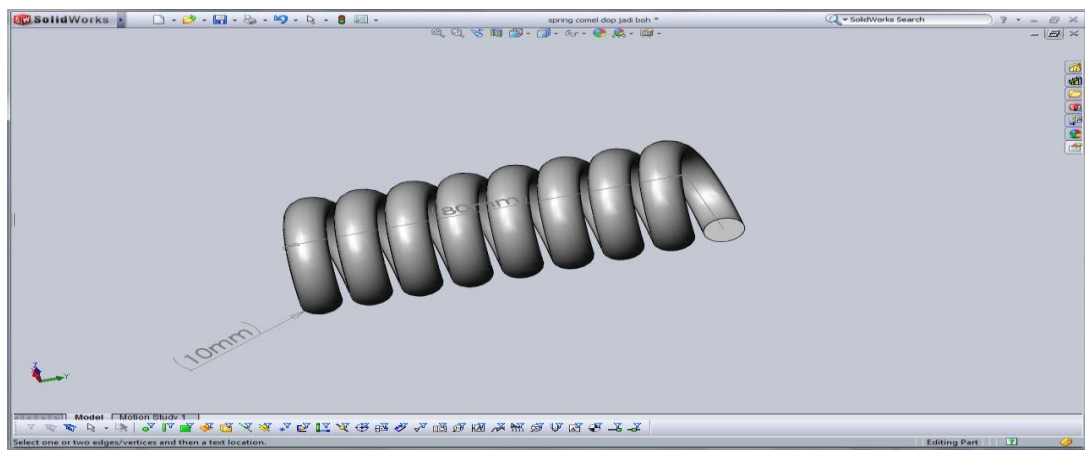 SolidWorks
spring comel dop jadi boh *
SolidWorks Search
80mm
(10mm)
Z
Y
Model
Motion Study 1
Select one or two edges/vertices and then a text location.
Editing Part